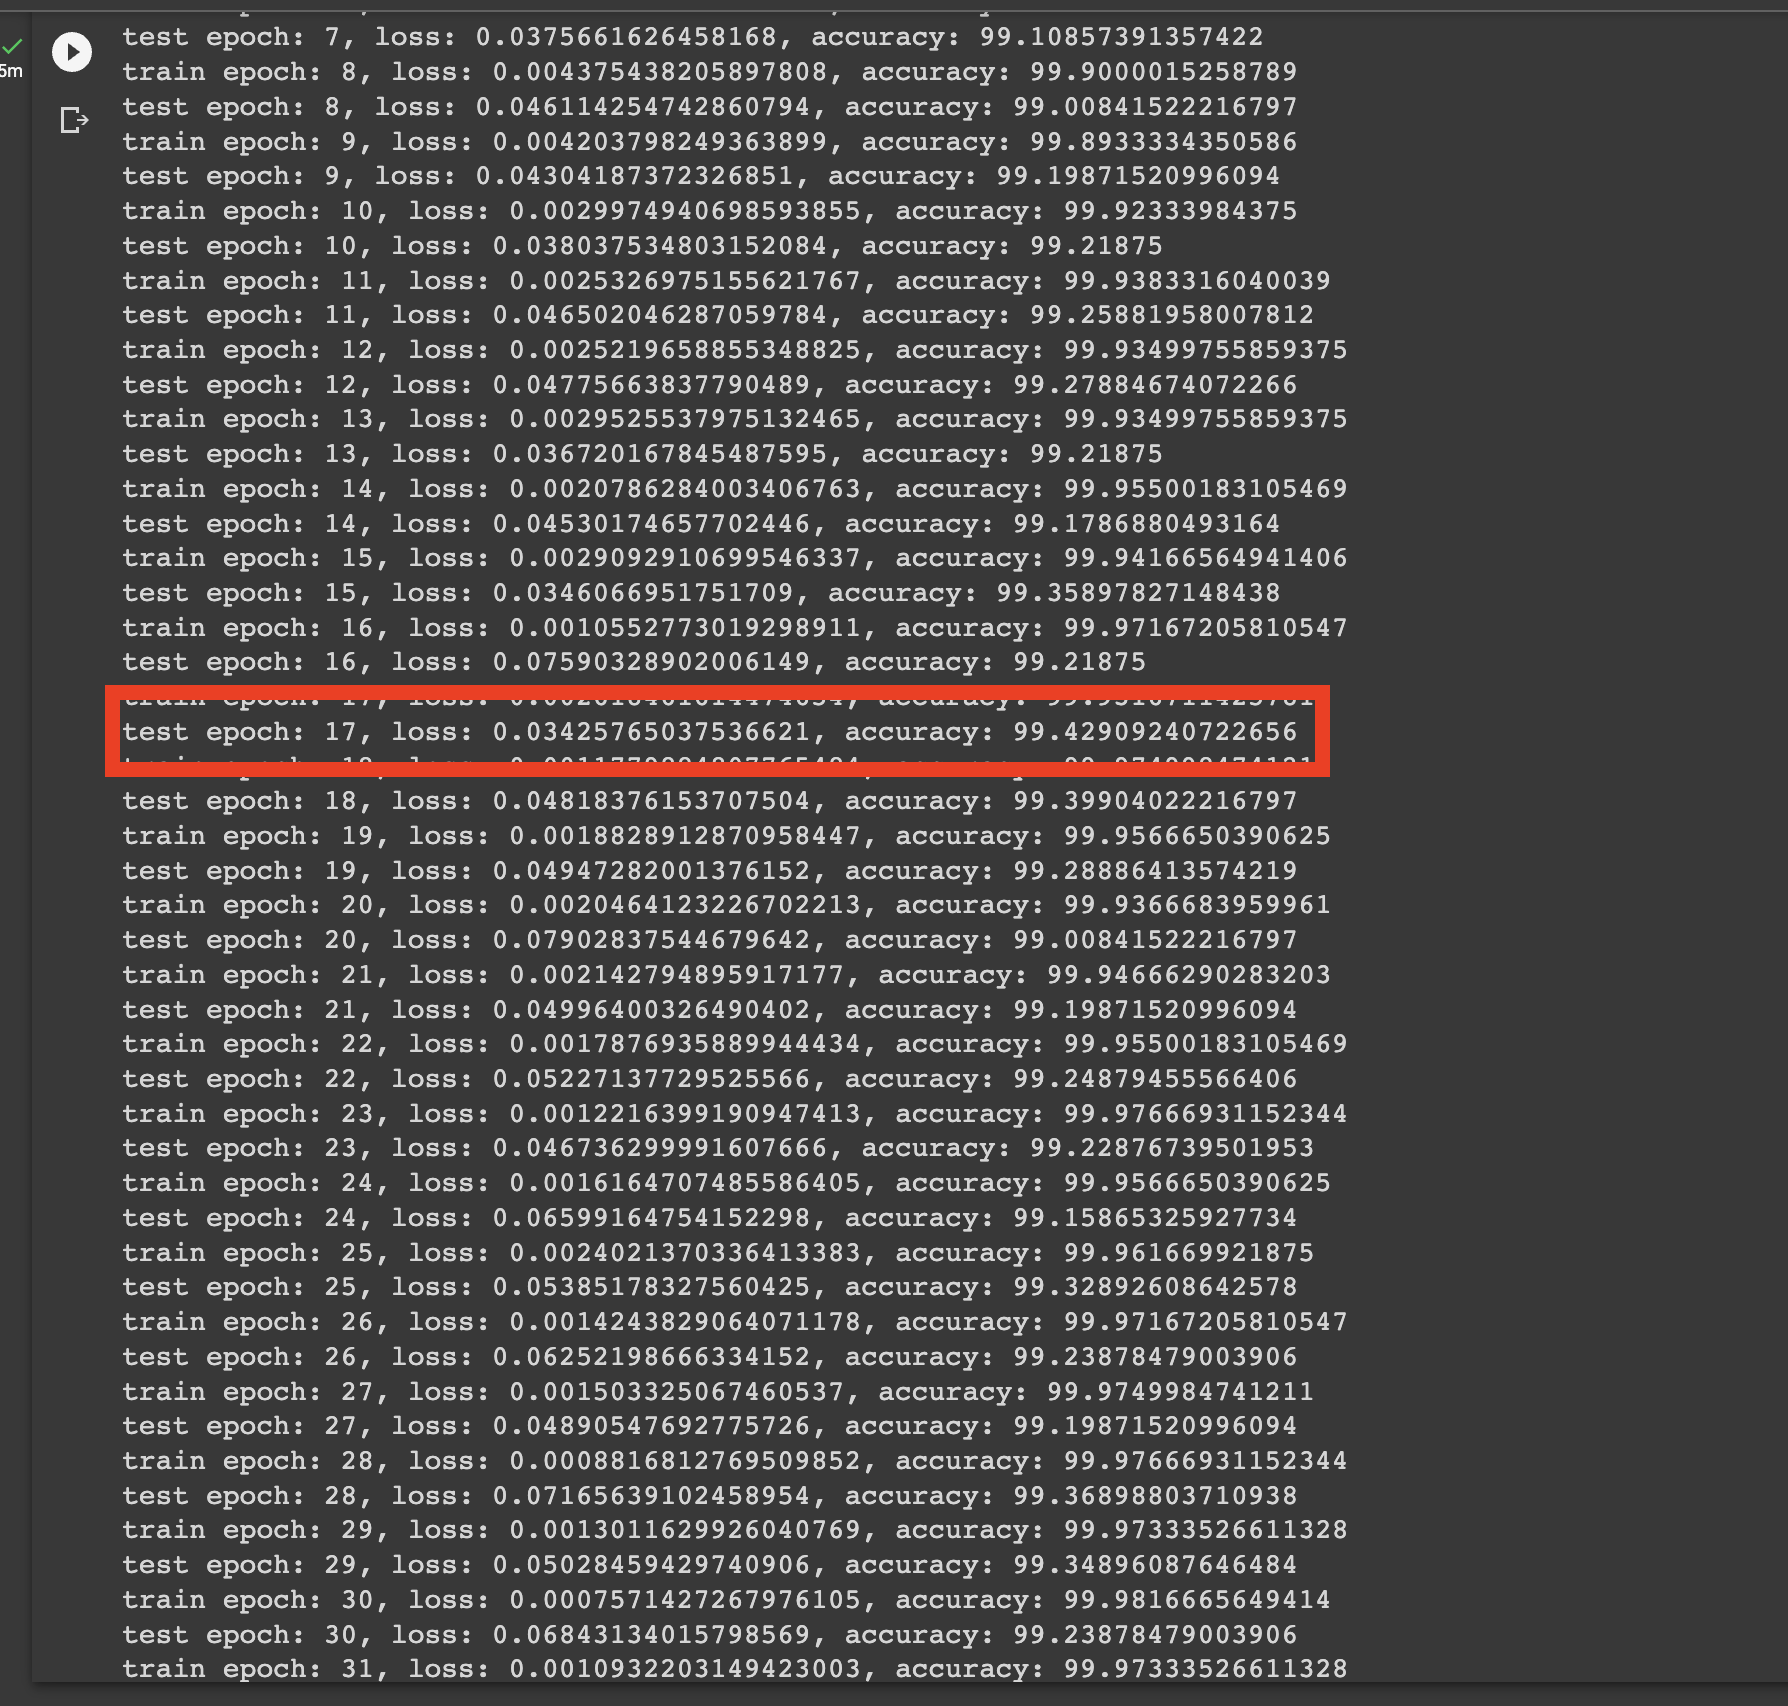 test epoch: 7, loss: 0.0375661626458168, accuracy: 99.10857391357422
5m
train epoch: 8, loss: 0.004375438205897808, accuracy: 99.9000015258789
test epoch: 8, loss: 0.046114254742860794, accuracy: 99.00841522216797
train epoch: 9, loss: 0.004203798249363899, accuracy: 99.8933334350586
test epoch: 9, loss: 0.04304187372326851, accuracy: 99.19871520996094
train epoch: 10, loss: 0.0029974940698593855, accuracy: 99.92333984375
test epoch: 10, loss: 0.038037534803152084, accuracy: 99.21875
train epoch: 11, loss: 0.0025326975155621767, accuracy: 99.9383316040039
test epoch: 11, loss: 0.046502046287059784, accuracy: 99.25881958007812
train epoch: 12, loss: 0.0025219658855348825, accuracy: 99.93499755859375
test epoch: 12, loss: 0.04775663837790489, accuracy: 99.27884674072266
train epoch: 13, loss: 0.0029525537975132465, accuracy: 99.93499755859375
test epoch: 13, loss: 0.036720167845487595, accuracy: 99.21875
train epoch: 14, loss: 0.0020786284003406763, accuracy: 99.95500183105469
test epoch: 14, loss: 0.04530174657702446, accuracy: 99.1786880493164
train epoch: 15, loss: 0.0029092910699546337, accuracy: 99.94166564941406
test epoch: 15, loss: 0.0346066951751709, accuracy: 99.35897827148438
train epoch: 16, loss: 0.0010552773019298911, accuracy: 99.97167205810547
test epoch: 16, loss: 0.07590328902006149, accuracy: 99.21875
train epoch: 17, loss: accuracy:
test epoch: 17, loss: 0.03425765037536621, accuracy: 99.42909240722656
test epoch: 18, loss: 0.04818376153707504, accuracy: 99.39904022216797
train epoch: 19, loss: 0.0018828912870958447, accuracy: 99.9566650390625
test epoch: 19, loss: 0.04947282001376152, accuracy: 99.28886413574219
train epoch: 20, loss: 0.0020464123226702213, accuracy: 99.9366683959961
test epoch: 20, loss: 0.07902837544679642, accuracy: 99.00841522216797
train epoch: 21, loss: 0.002142794895917177, accuracy: 99.94666290283203
test epoch: 21, loss: 0.04996400326490402, accuracy: 99.19871520996094
train epoch: 22, loss: 0.0017876935889944434, accuracy: 99.95500183105469
test epoch: 22, loss: 0.05227137729525566, accuracy: 99.24879455566406
train epoch: 23, loss: 0.0012216399190947413, accuracy: 99.97666931152344
test epoch: 23, loss: 0.046736299991607666, accuracy: 99.22876739501953
train epoch: 24, loss: 0.0016164707485586405, accuracy: 99.9566650390625
test epoch: 24, loss: 0.06599164754152298, accuracy: 99.15865325927734
train epoch: 25, loss: 0.0024021370336413383, accuracy: 99.961669921875
test epoch: 25, loss: 0.05385178327560425, accuracy: 99.32892608642578
train epoch: 26, loss: 0.0014243829064071178, accuracy: 99.97167205810547
test epoch: 26, loss: 0.06252198666334152, accuracy: 99.23878479003906
train epoch: 27, loss: 0.001503325067460537, accuracy: 99.9749984741211
test epoch: 27, loss: 0.04890547692775726, accuracy: 99.19871520996094
train epoch: 28, loss: 0.0008816812769509852, accuracy: 99.97666931152344
test epoch: 28, loss: 0.07165639102458954, accuracy: 99.36898803710938
train epoch: 29, loss: 0.0013011629926040769, accuracy: 99.97333526611328
test epoch: 29, loss: 0.05028459429740906, accuracy: 99.34896087646484
train epoch: 30, loss: 0.0007571427267976105, accuracy: 99.9816665649414
test epoch: 30, loss: 0.06843134015798569, accuracy: 99.23878479003906
train epoch: 31, loss: 0.0010932203149423003, accuracy: 99.97333526611328